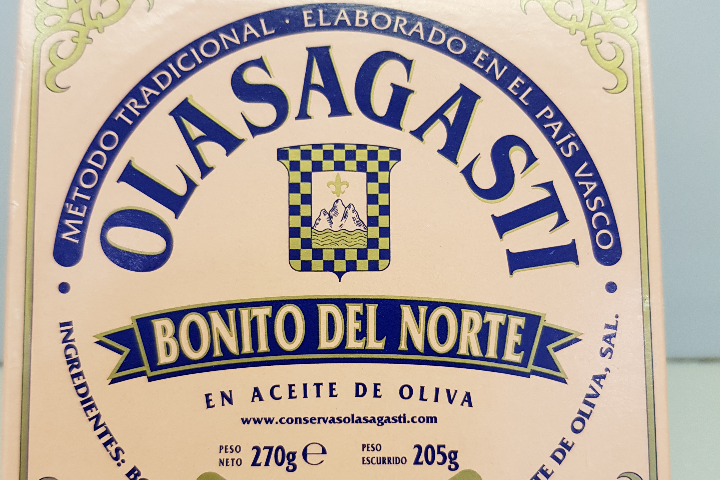 MÉTODO TRADICIONAL · ELABORADO EN EL PAÍS VASCO
OLASAGASTI
BONITO DEL NORTE
EN ACEITE DE OLIVA
www.conservasolasagasti.com
PESO NETO 270g ℮ PESO ESCURRIDO 205g
INGREDIENTES:
DE OLIVA, SAL.